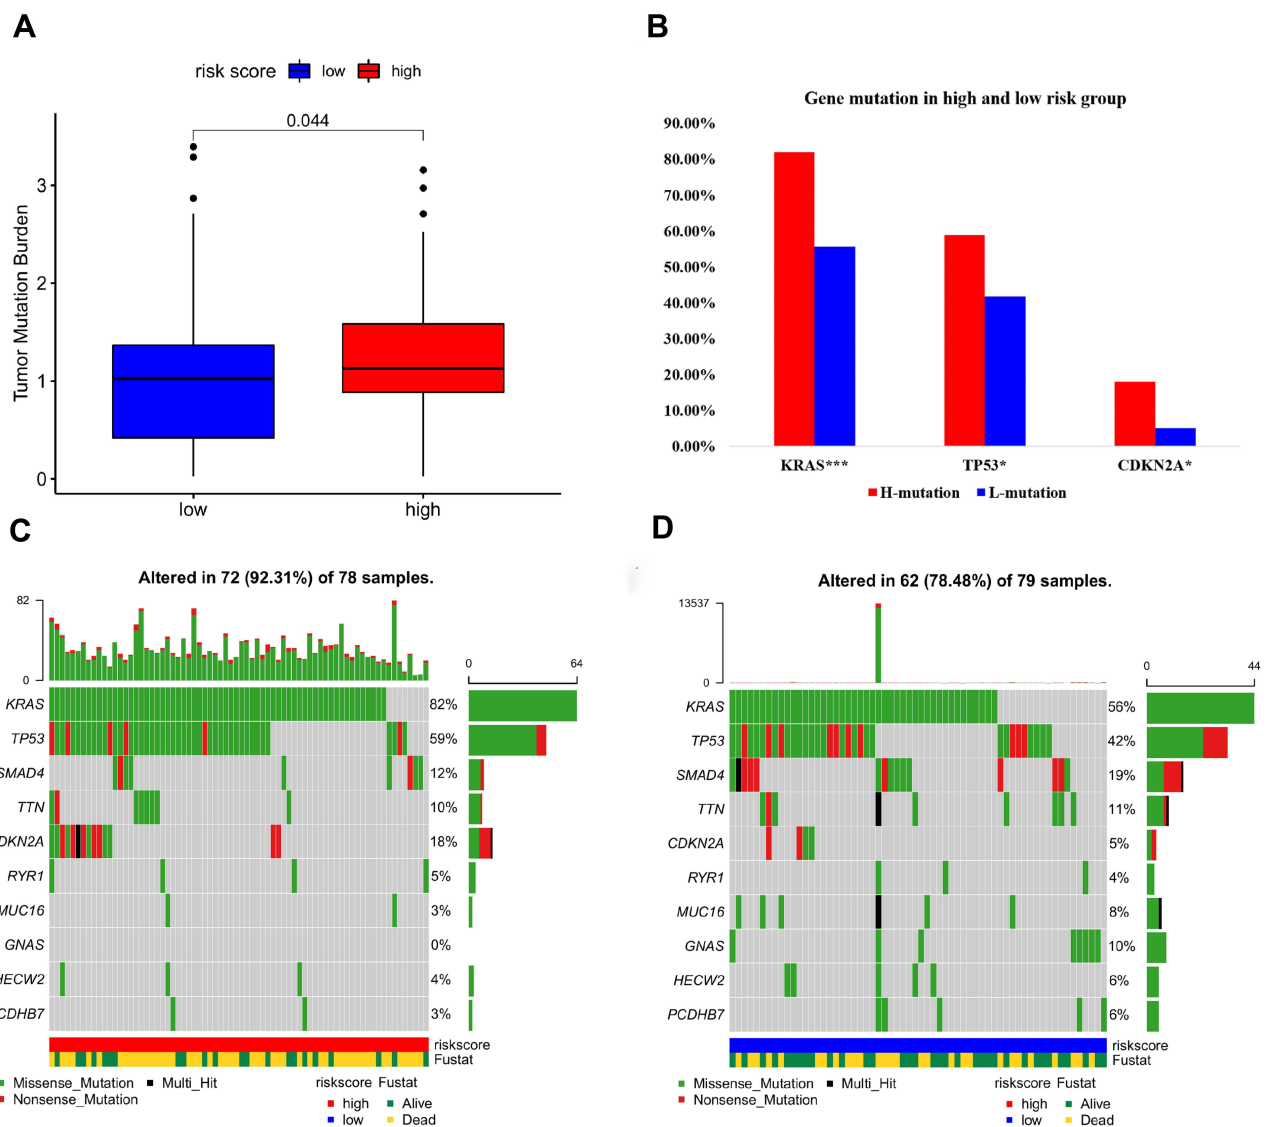 A
risk score low high
0.044
Tumor Mutation Burden
3
2
1
0
low high
B
Gene mutation in high and low risk group
90.00%
80.00%
70.00%
60.00%
50.00%
40.00%
30.00%
20.00%
10.00%
0.00%
KRAS*** TP53* CDKN2A*
H-mutation L-mutation
C
Altered in 72 (92.31%) of 78 samples.
82
0
0 64
KRAS 82%
TP53 59%
SMAD4 12%
TTN 10%
DKN2A 18%
RYR1 5%
MUC16 3%
GNAS 0%
HECW2 4%
CDHB7 3%
riskscore
Fustat
Missense_Mutation Multi_Hit
Nonsense_Mutation
riskscore Fustat
high Alive
low Dead
D
Altered in 62 (78.48%) of 79 samples.
13537
0
0 44
KRAS 56%
TP53 42%
SMAD4 19%
TTN 11%
CDKN2A 5%
RYR1 4%
MUC16 8%
GNAS 10%
HECW2 6%
PCDHB7 6%
riskscore
Fustat
Missense_Mutation Multi_Hit
Nonsense_Mutation
riskscore Fustat
high Alive
low Dead